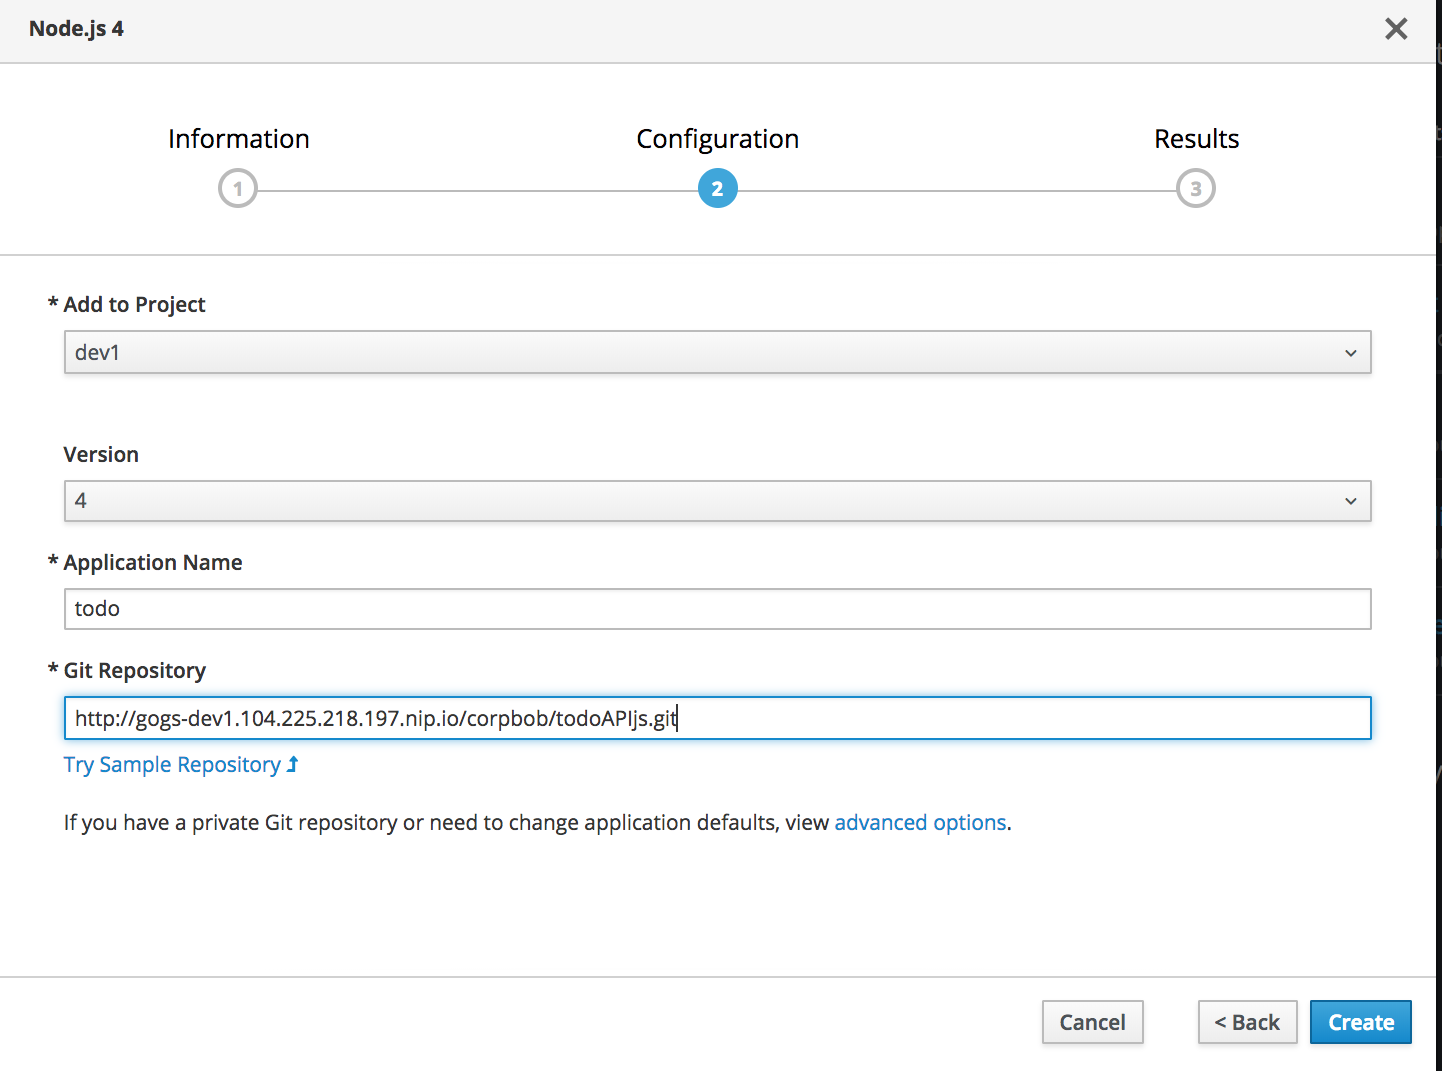 Node.js 4
Information
Configuration
Results
1
2
3
* Add to Project
dev1
Version
4
* Application Name
todo
* Git Repository
http://gogs-dev1.104.225.218.197.nip.io/corpbob/todoAPIjs.git
Try Sample Repository
If you have a private Git repository or need to change application defaults, view advanced options.
Cancel
< Back
Create